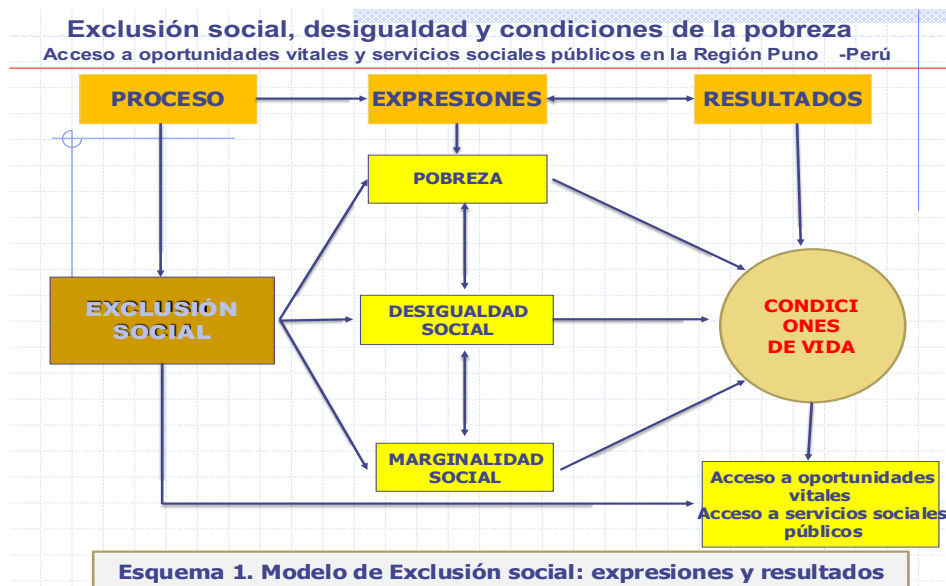 Exclusión social, desigualdad y condiciones de la pobreza
Acceso a oportunidades vitales y servicios sociales públicos en la Región Puno -Perú
PROCESO
EXPRESIONES
RESULTADOS
POBREZA
EXCLUSIÓN
SOCIAL
DESIGUALDAD
SOCIAL
CONDICI
ONES
DE VIDA
MARGINALIDAD
SOCIAL
Acceso a oportunidades
vitales
Acceso a servicios sociales
públicos
Esquema 1. Modelo de Exclusión social: expresiones y resultados